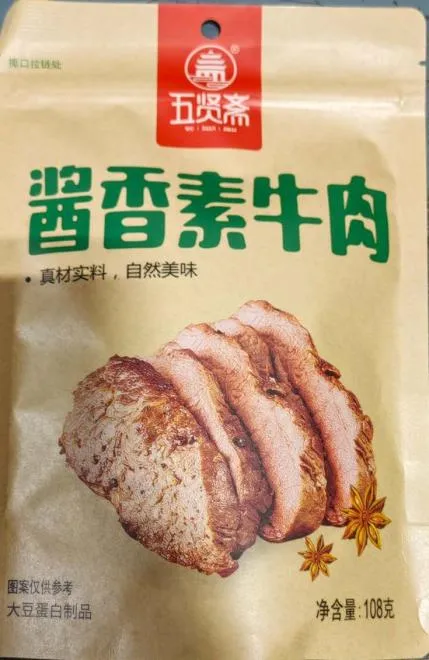 撕口拉链处
五贤斋
酱香素牛肉
• 真材实料，自然美味
图案仅供参考
大豆蛋白制品
净含量:108克